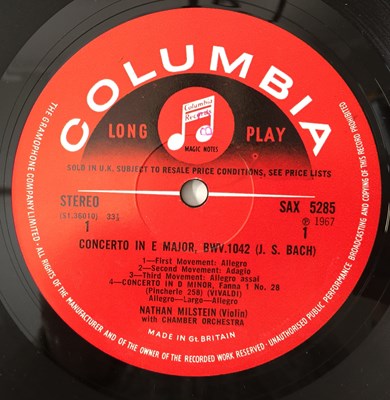 COLUMBIA
Columbia
Records
LONG PLAY
MAGIC NOTES
SOLD IN U.K. SUBJECT TO RESALE PRICE CONDITIONS, SEE PRICE LISTS
STEREO SAX 5285
(S1.36010) 33⅓ ℗ 1967
1 1
CONCERTO IN E MAJOR, BWV.1042 (J. S. BACH)
1—First Movement: Allegro
2—Second Movement: Adagio
3—Third Movement: Allegro assai
4—CONCERTO IN D MINOR, Fanna 1 No. 28
(Pincherle 258) (VIVALDI)
Allegro—Largo—Allegro
NATHAN MILSTEIN (Violin)
with CHAMBER ORCHESTRA
MADE IN Gt. BRITAIN
THE GRAMOPHONE COMPANY LIMITED · ALL RIGHTS OF THE MANUFACTURER AND OF THE OWNER OF THE RECORDED WORK RESERVED · UNAUTHORISED PUBLIC PERFORMANCE BROADCASTING AND COPYING OF THIS RECORD PROHIBITED